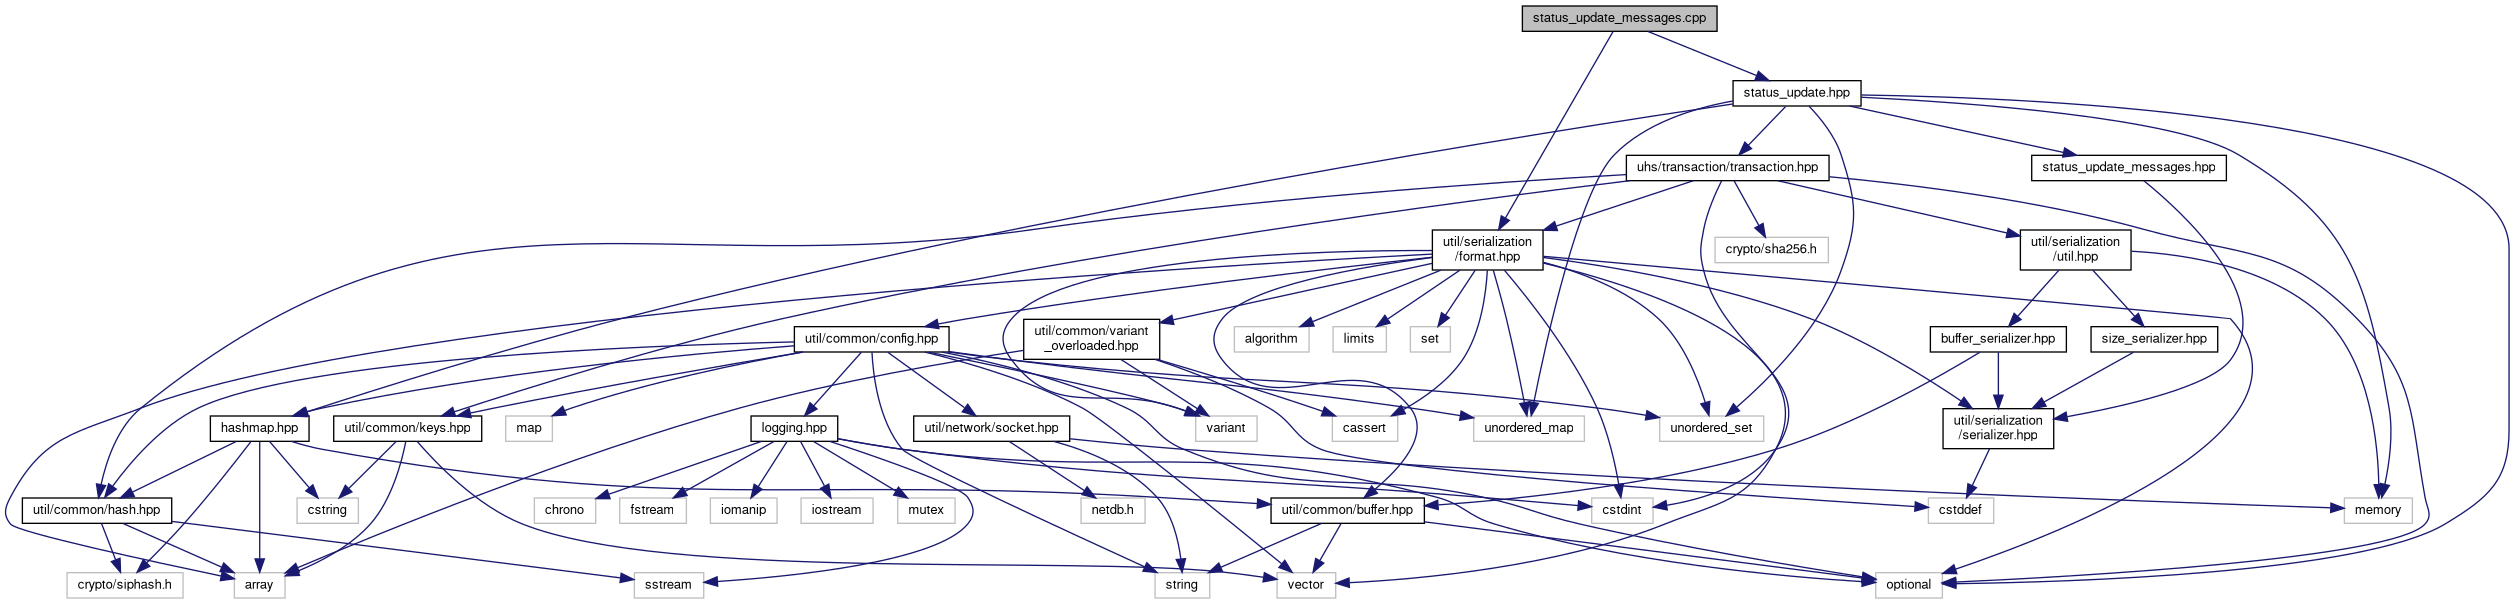 status_update_messages.cpp
status_update.hpp
uhs/transaction/transaction.hpp
status_update_messages.hpp
util/serialization
/format.hpp
crypto/sha256.h
util/serialization
/util.hpp
util/common/config.hpp
util/common/variant
_overloaded.hpp
algorithm
limits
set
buffer_serializer.hpp
size_serializer.hpp
hashmap.hpp
util/common/keys.hpp
map
logging.hpp
util/network/socket.hpp
variant
cassert
unordered_map
unordered_set
util/serialization
/serializer.hpp
util/common/hash.hpp
cstring
chrono
fstream
iomanip
iostream
mutex
netdb.h
util/common/buffer.hpp
cstdint
cstddef
memory
crypto/siphash.h
array
sstream
string
vector
optional